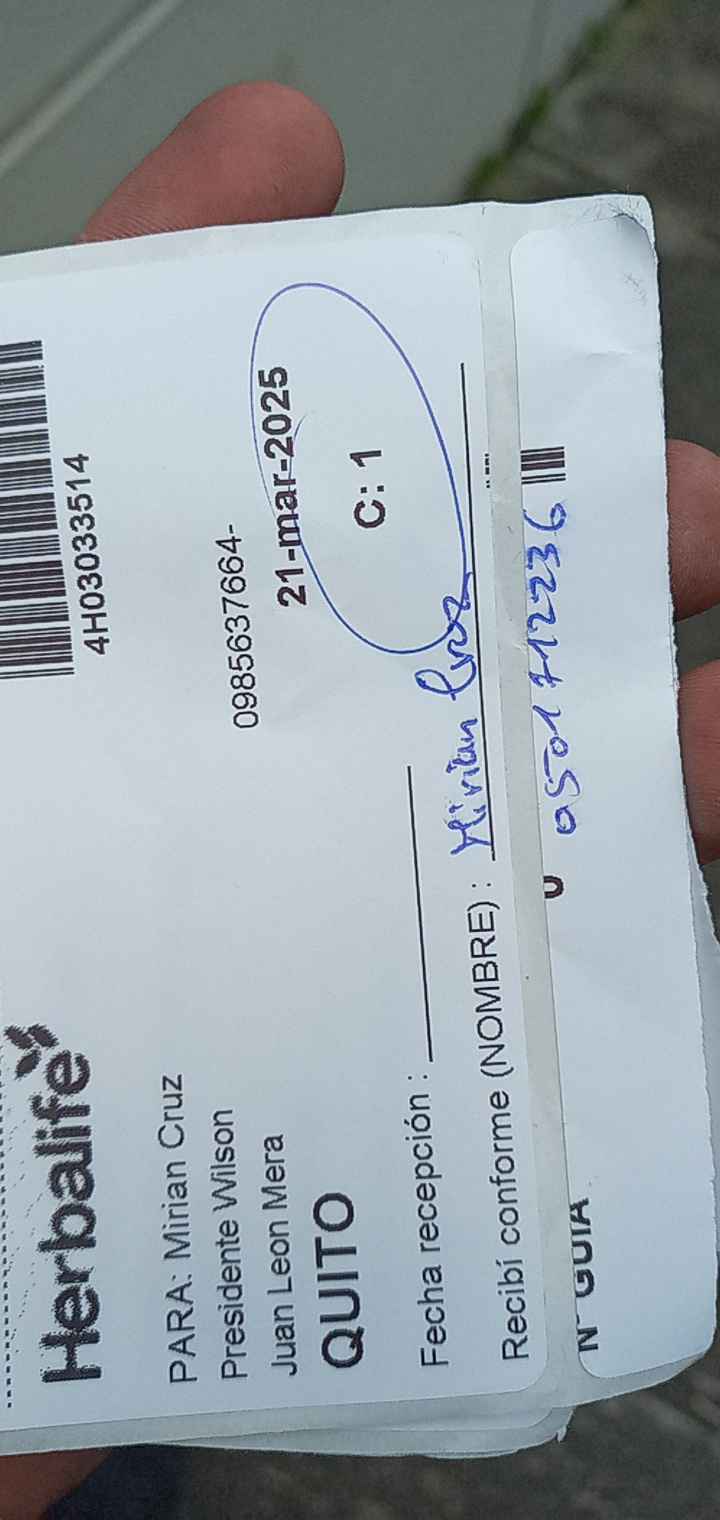 Herbalife
4H03033514
PARA: Mirian Cruz
Presidente Wilson
0985637664-
Juan Leon Mera
21-mar-2025
QUITO
C: 1
Fecha recepción :
Recibí conforme (NOMBRE) : Mirian Cruz
0501712236
N° GUIA